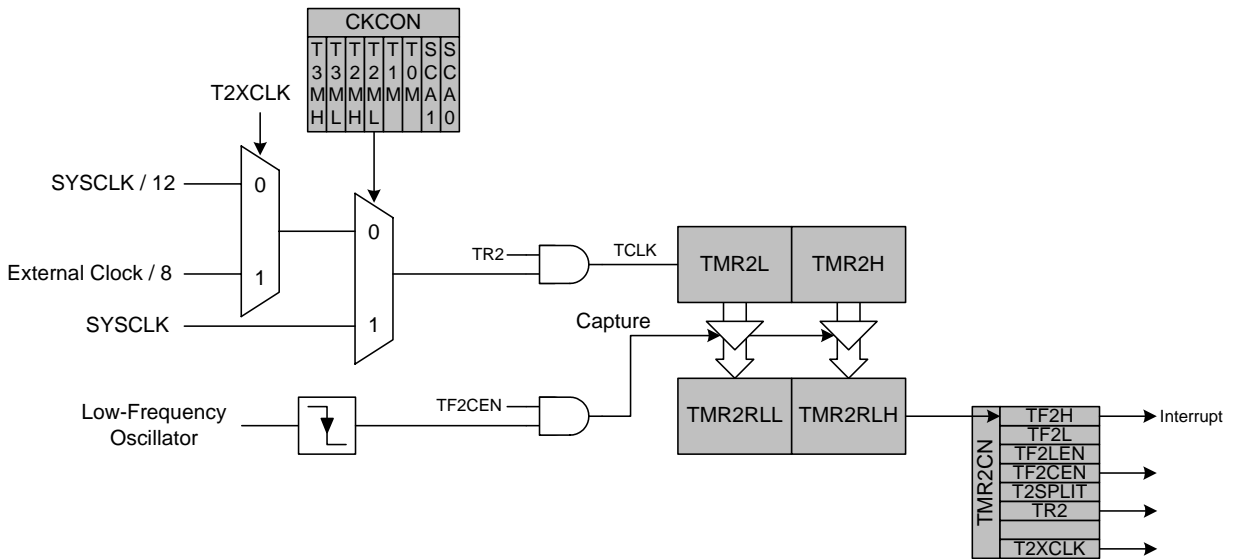 CKCON
T3MH
T3ML
T2MH
T2ML
T1M
T0M
SCA1
SCA0
T2XCLK
SYSCLK / 12
0
External Clock / 8
1
SYSCLK
0
1
TR2
TCLK
TMR2L
TMR2H
Capture
Low-Frequency
Oscillator
TF2CEN
TMR2RLL
TMR2RLH
TMR2CN
TF2H
TF2L
TF2LEN
TF2CEN
T2SPLIT
TR2
T2XCLK
Interrupt